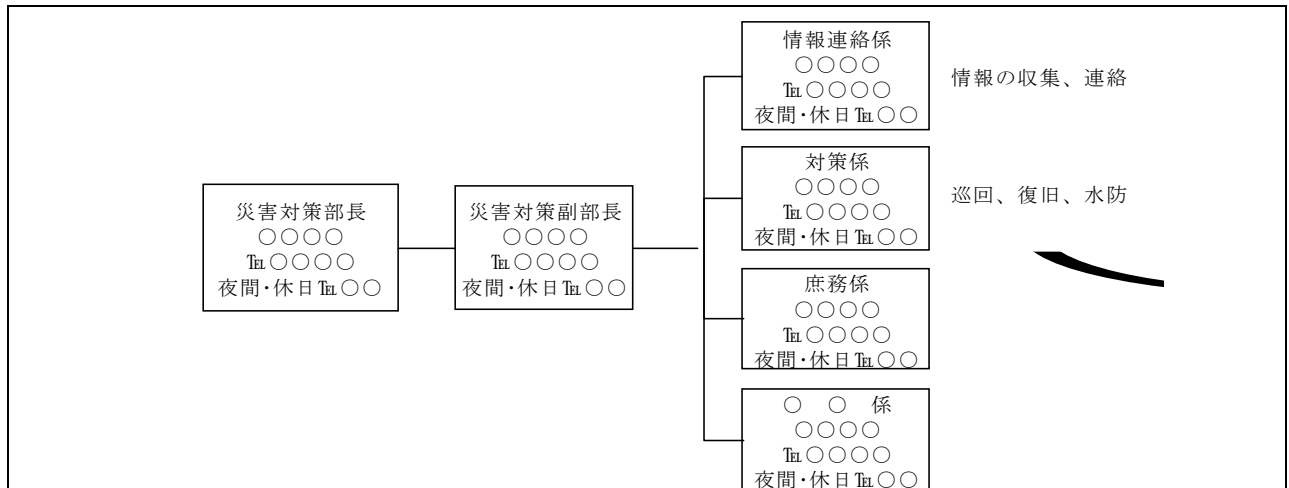 災害対策部長
○○○○
℡○○○○
夜間・休日℡○○
災害対策副部長
○○○○
℡○○○○
夜間・休日℡○○
情報連絡係
○○○○
℡○○○○
夜間・休日℡○○
情報の収集、連絡
対策係
○○○○
℡○○○○
夜間・休日℡○○
巡回、復旧、水防
庶務係
○○○○
℡○○○○
夜間・休日℡○○
○ ○ 係
○○○○
℡○○○○
夜間・休日℡○○